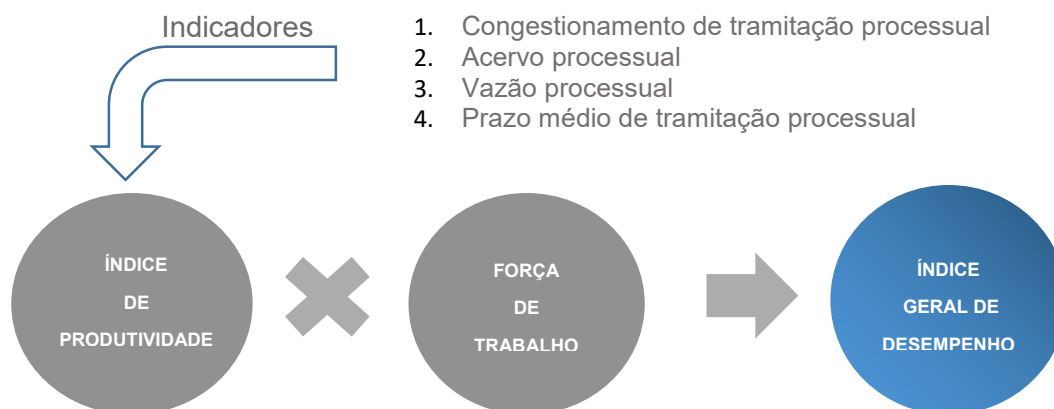 Indicadores
1. Congestionamento de tramitação processual
2. Acervo processual
3. Vazão processual
4. Prazo médio de tramitação processual
ÍNDICE
DE
PRODUTIVIDADE
FORÇA
DE
TRABALHO
ÍNDICE
GERAL DE
DESEMPENHO